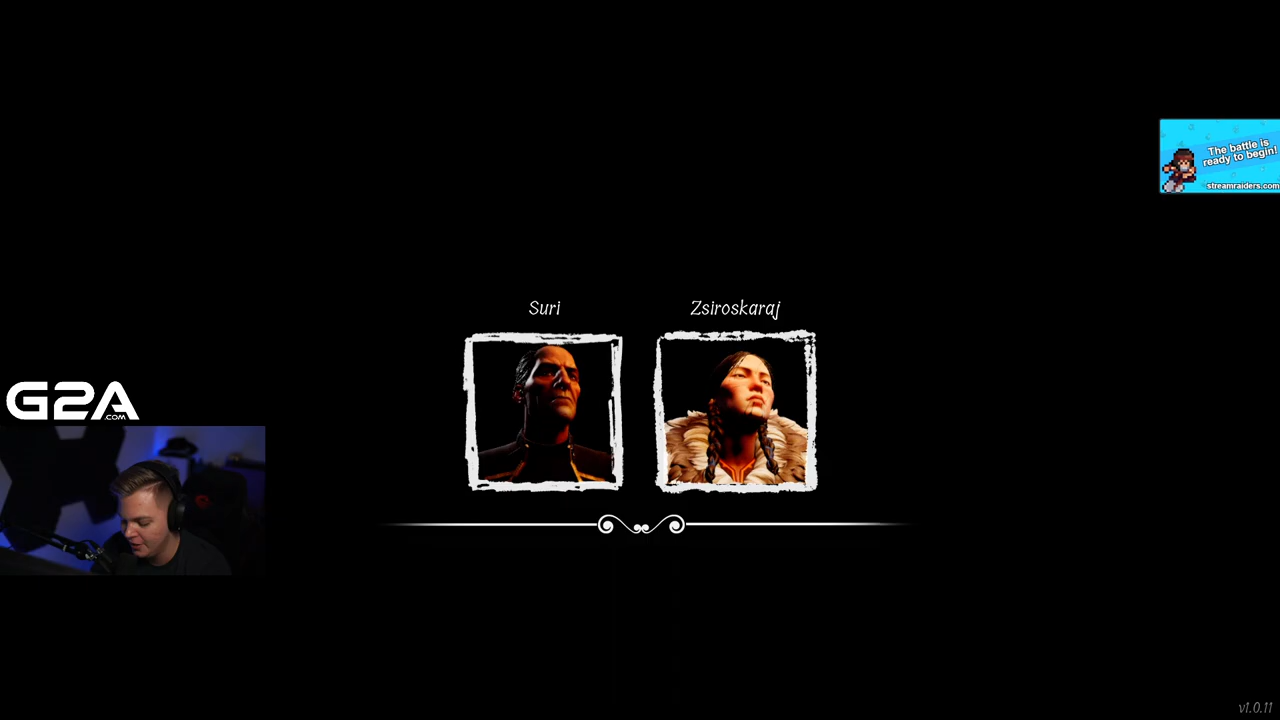 The battle is
ready to begin!
streamraiders.com
Suri
Zsiroskaraj
G2A
.COM
v1.0.11